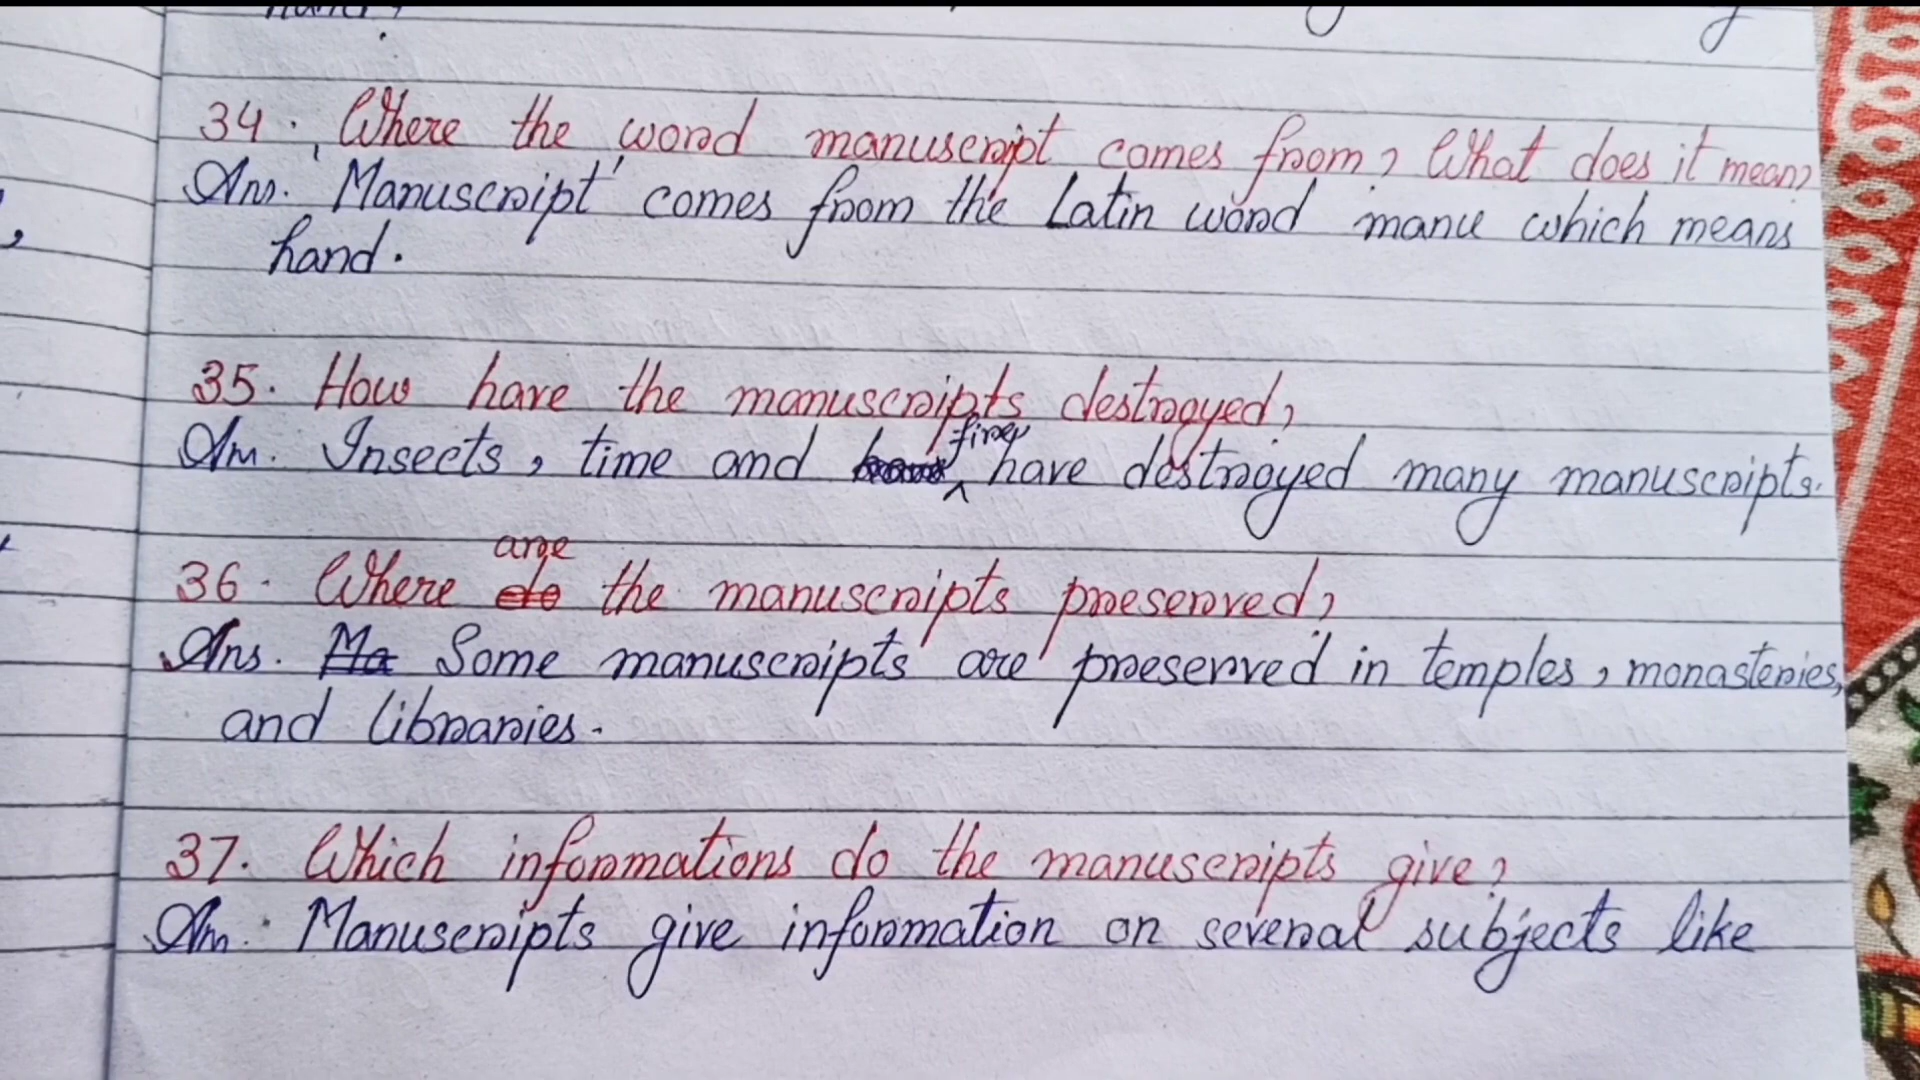 34. Where the word manuscript comes from? What does it mean?
Ans. 'Manuscript' comes from the Latin word manu which means
hand.
35. How have the manuscripts destroyed?
Ans. Insects, time and fire have destroyed many manuscripts.
36. Where are the manuscripts preserved?
Ans. Some manuscripts are preserved in temples, monasteries,
and libraries.
37. Which informations do the manuscripts give?
Ans. Manuscripts give information on several subjects like